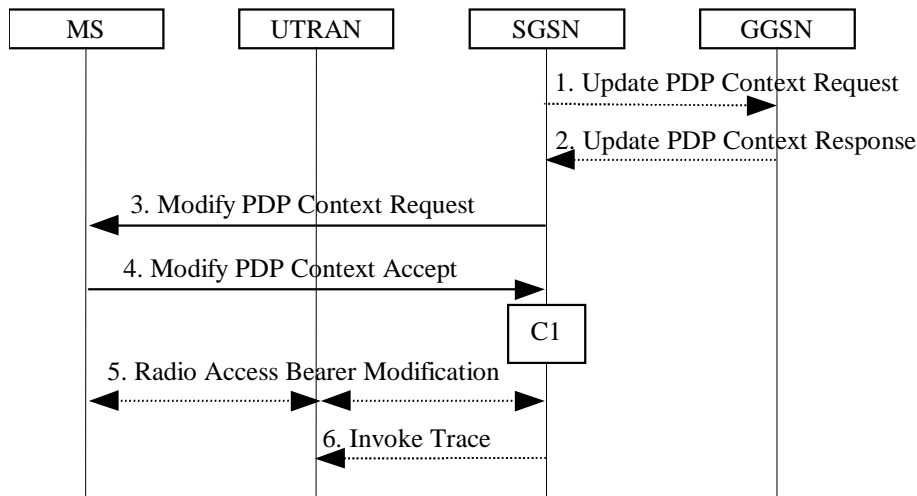 MS UTRAN SGSN GGSN
1. Update PDP Context Request
2. Update PDP Context Response
3. Modify PDP Context Request
4. Modify PDP Context Accept
C1
5. Radio Access Bearer Modification
6. Invoke Trace